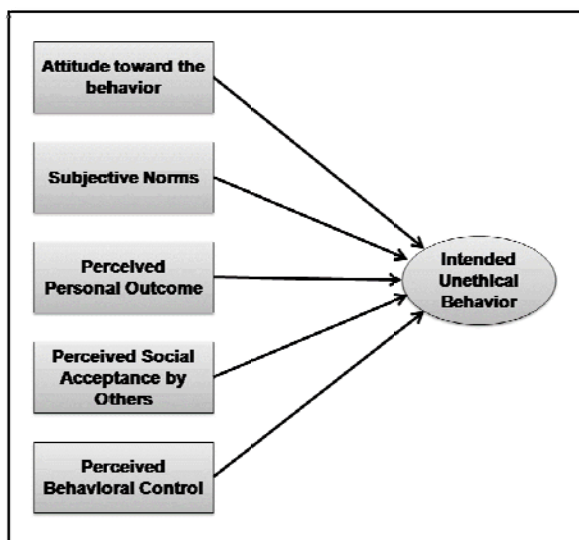 Attitude toward the
behavior
Subjective Norms
Perceived
Personal Outcome
Perceived Social
Acceptance by
Others
Perceived
Behavioral Control
Intended
Unethical
Behavior